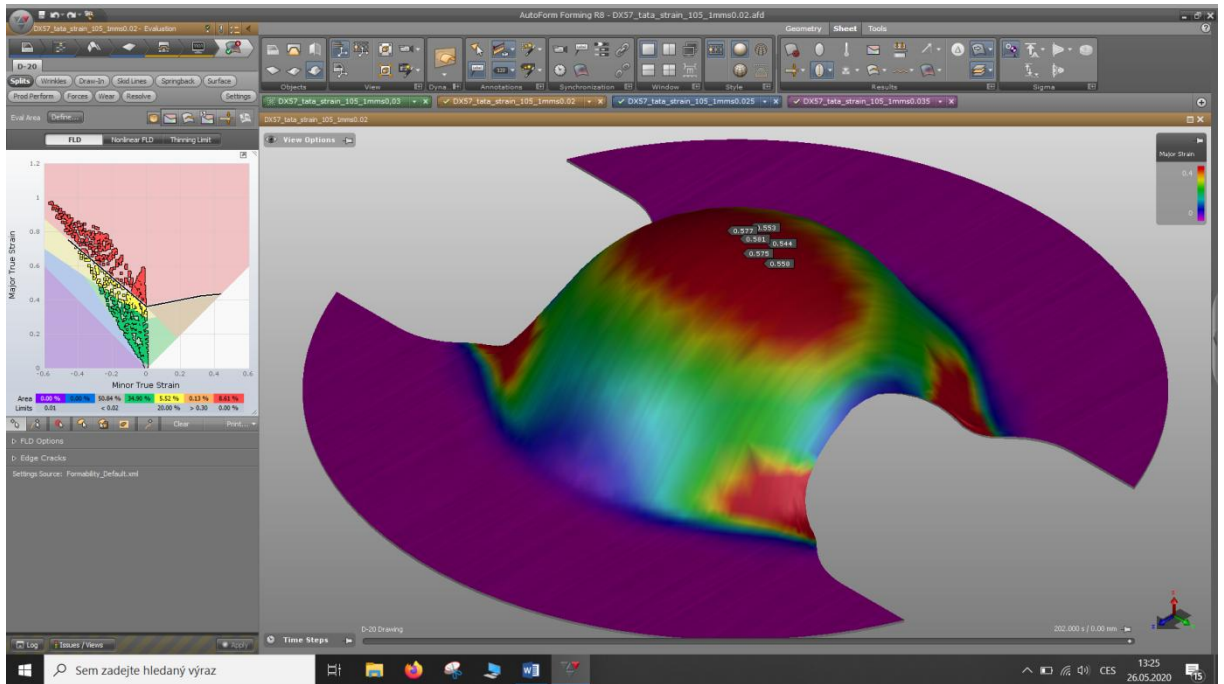 AutoForm Forming R8 - DX57_tata_strain_105_1mms0.02.afd
DX57_tata_strain_105_1mms0.02 - Evaluation
Geometry Sheet Tools
D-20
Splits Wrinkles Draw-In Skid Lines Springback Surface
Prod Perform Forces Wear Resolve Settings
Objects View Dyna. Annotations Synchronization Window Style Results Sigma
DX57_tata_strain_105_1mms0,03 × DX57_tata_strain_105_1mms0.02 × DX57_tata_strain_105_1mms0.025 × DX57_tata_strain_105_1mms0.035 ×
Eval Area Define...
DX57_tata_strain_105_1mms0.02
FLD Nonlinear FLD Thinning Limit
View Options
Major Strain
0.4
0
1.2
1
0.8
0.6
0.4
0.2
0
Major True Strain
-0.6 -0.4 -0.2 0 0.2 0.4 0.6
Minor True Strain
Area 0.00 % 0.00 % 50.84 % 34.90 % 5.52 % 0.13 % 8.61 %
Limits 0.01 < 0.02 20.00 % > 0.30 0.00 %
Clear Print...
FLD Options
Edge Cracks
Settings Source: Formability_Default.xml
0.577
0.553
0.581
0.544
0.575
0.558
D-20 Drawing
202.000 s / 0.00 mm
Time Steps
Log Issues / Views Apply
Sem zadejte hledaný výraz
CES
13:25
26.05.2020
15